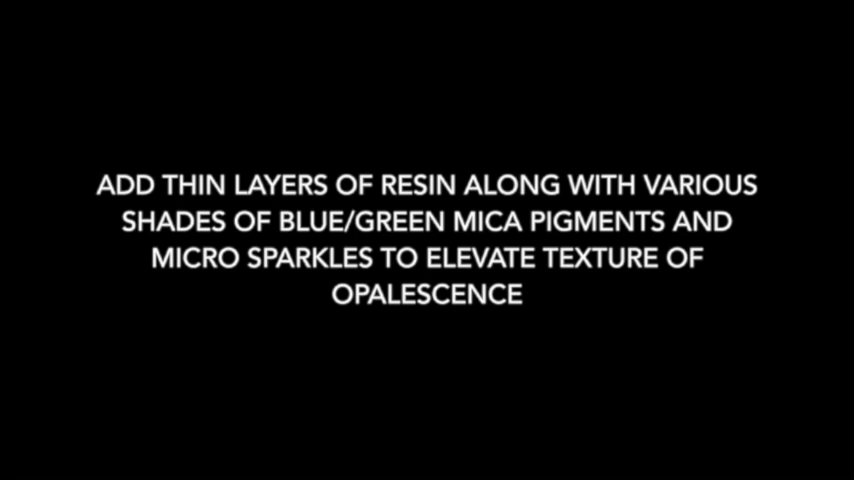 ADD THIN LAYERS OF RESIN ALONG WITH VARIOUS
SHADES OF BLUE/GREEN MICA PIGMENTS AND
MICRO SPARKLES TO ELEVATE TEXTURE OF
OPALESCENCE